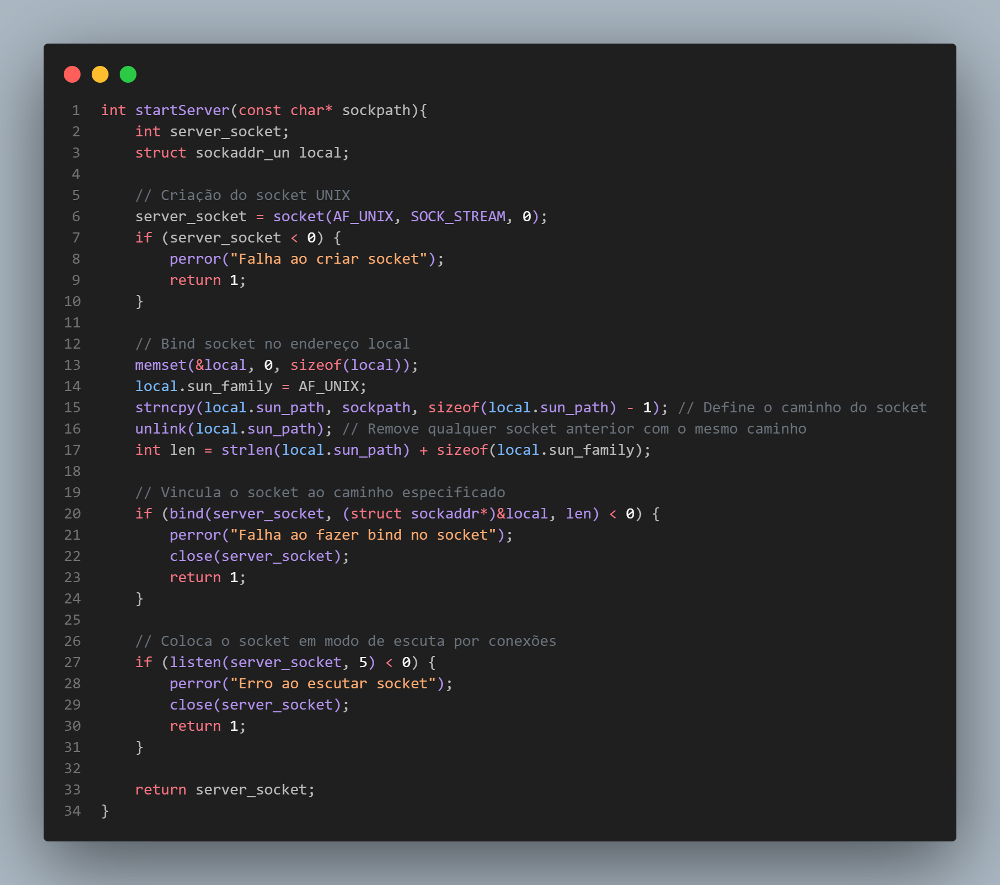 1 int startServer(const char* sockpath){
2     int server_socket;
3     struct sockaddr_un local;
4
5     // Criação do socket UNIX
6     server_socket = socket(AF_UNIX, SOCK_STREAM, 0);
7     if (server_socket < 0) {
8         perror("Falha ao criar socket");
9         return 1;
10     }
11
12     // Bind socket no endereço local
13     memset(&local, 0, sizeof(local));
14     local.sun_family = AF_UNIX;
15     strncpy(local.sun_path, sockpath, sizeof(local.sun_path) - 1); // Define o caminho do socket
16     unlink(local.sun_path); // Remove qualquer socket anterior com o mesmo caminho
17     int len = strlen(local.sun_path) + sizeof(local.sun_family);
18
19     // Vincula o socket ao caminho especificado
20     if (bind(server_socket, (struct sockaddr*)&local, len) < 0) {
21         perror("Falha ao fazer bind no socket");
22         close(server_socket);
23         return 1;
24     }
25
26     // Coloca o socket em modo de escuta por conexões
27     if (listen(server_socket, 5) < 0) {
28         perror("Erro ao escutar socket");
29         close(server_socket);
30         return 1;
31     }
32
33     return server_socket;
34 }